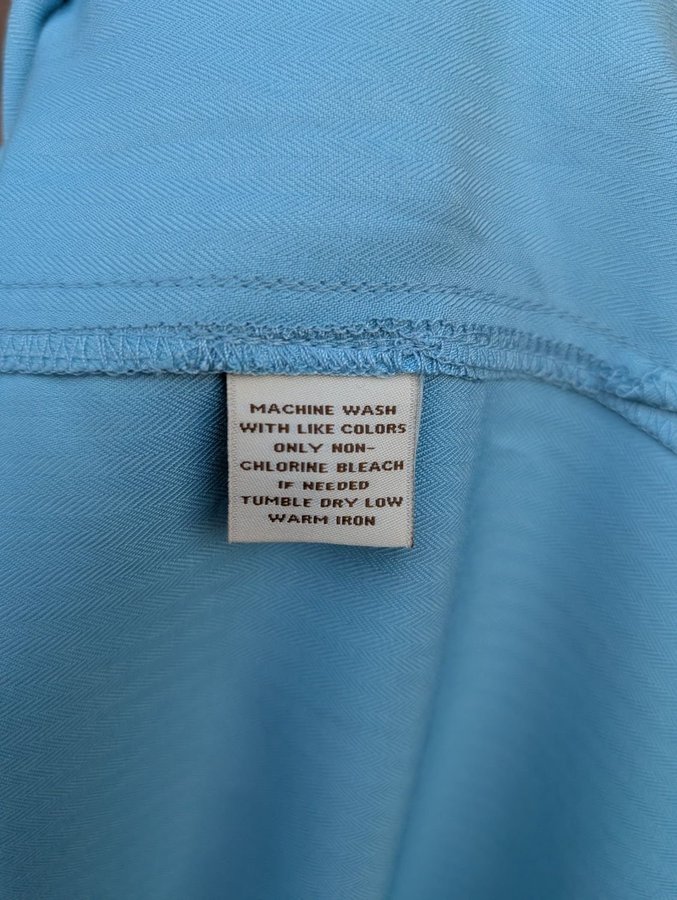 MACHINE WASH
WITH LIKE COLORS
ONLY NON-
CHLORINE BLEACH
IF NEEDED
TUMBLE DRY LOW
WARM IRON